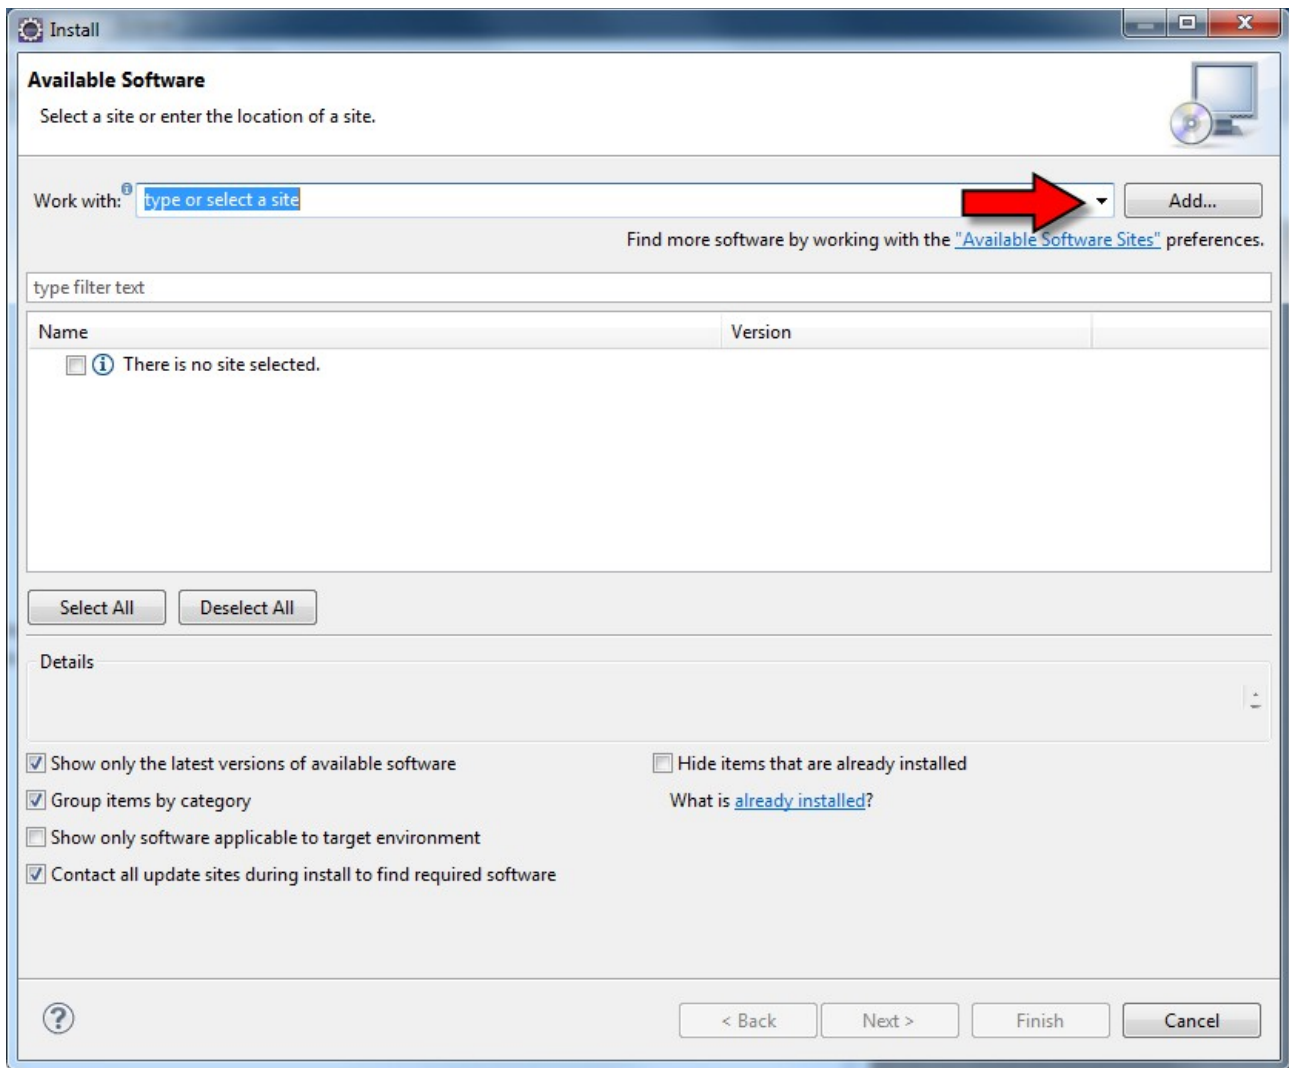 Install
Available Software
Select a site or enter the location of a site.
Work with: type or select a site Add...
Find more software by working with the "Available Software Sites" preferences.
type filter text
Name Version
There is no site selected.
Select All Deselect All
Details
Show only the latest versions of available software Hide items that are already installed
Group items by category What is already installed?
Show only software applicable to target environment
Contact all update sites during install to find required software
< Back Next > Finish Cancel